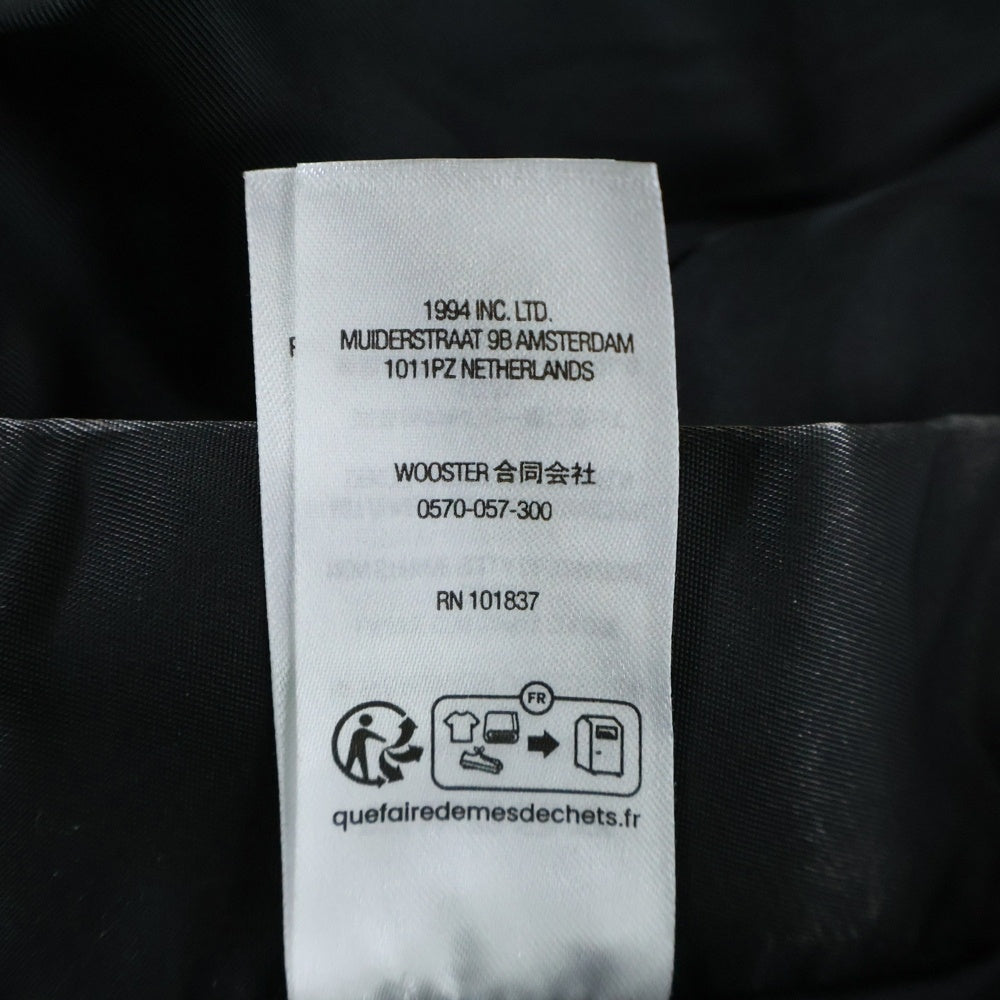 1994 INC. LTD.
MUIDERSTRAAT 9B AMSTERDAM
1011PZ NETHERLANDS
WOOSTER 合同会社
0570-057-300
RN 101837
FR
quefairedemesdechets.fr